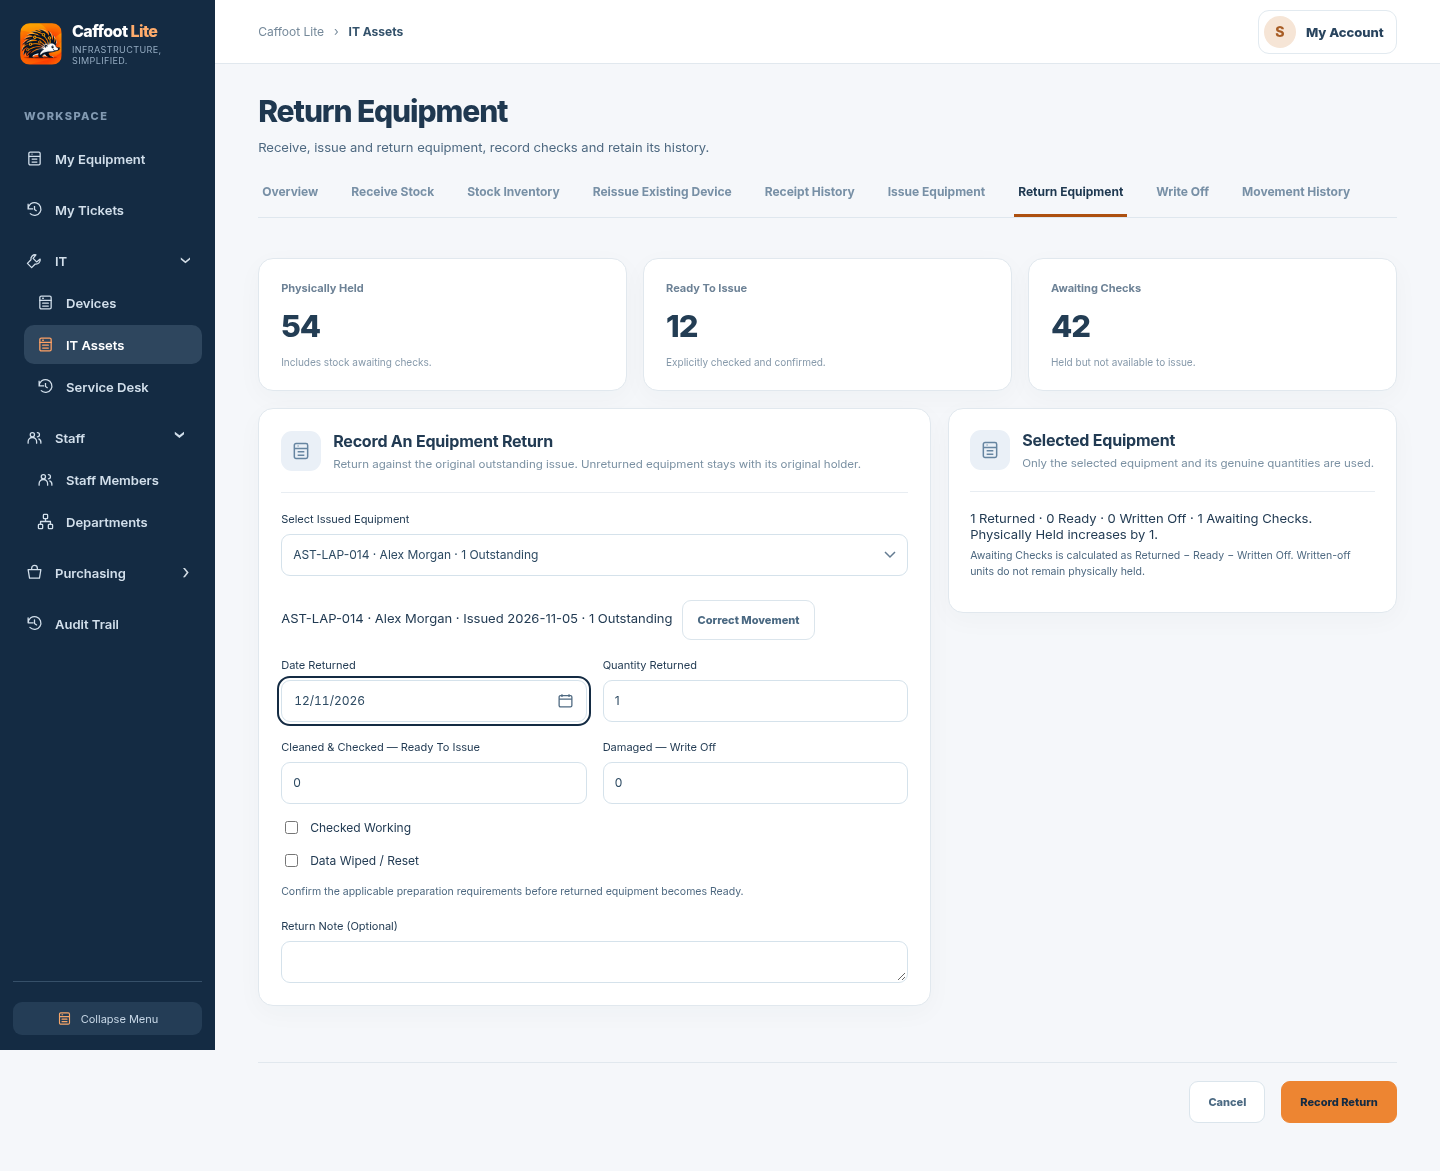 Caffoot Lite
INFRASTRUCTURE,
SIMPLIFIED.
WORKSPACE
My Equipment
My Tickets
IT
Devices
IT Assets
Service Desk
Staff
Staff Members
Departments
Purchasing
Audit Trail
Collapse Menu
Caffoot Lite › IT Assets
S My Account
Return Equipment
Receive, issue and return equipment, record checks and retain its history.
Overview Receive Stock Stock Inventory Reissue Existing Device Receipt History Issue Equipment Return Equipment Write Off Movement History
Physically Held
54
Includes stock awaiting checks.
Ready To Issue
12
Explicitly checked and confirmed.
Awaiting Checks
42
Held but not available to issue.
Record An Equipment Return
Return against the original outstanding issue. Unreturned equipment stays with its original holder.
Select Issued Equipment
AST-LAP-014 · Alex Morgan · 1 Outstanding
AST-LAP-014 · Alex Morgan · Issued 2026-11-05 · 1 Outstanding
Correct Movement
Date Returned
12/11/2026
Quantity Returned
1
Cleaned & Checked — Ready To Issue
0
Damaged — Write Off
0
Checked Working
Data Wiped / Reset
Confirm the applicable preparation requirements before returned equipment becomes Ready.
Return Note (Optional)
Selected Equipment
Only the selected equipment and its genuine quantities are used.
1 Returned · 0 Ready · 0 Written Off · 1 Awaiting Checks.
Physically Held increases by 1.
Awaiting Checks is calculated as Returned − Ready − Written Off. Written-off
units do not remain physically held.
Cancel
Record Return